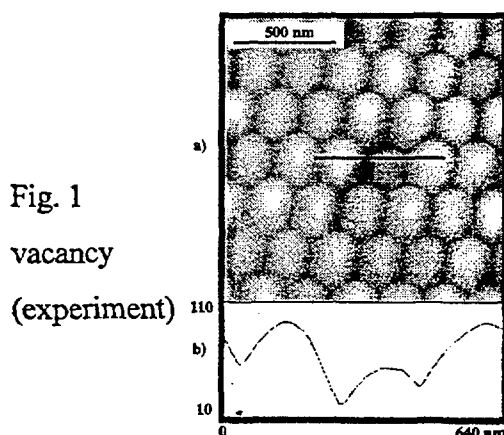 500 nm
a)
Fig. 1
vacancy
(experiment)
110
b)
10
0 640 nm